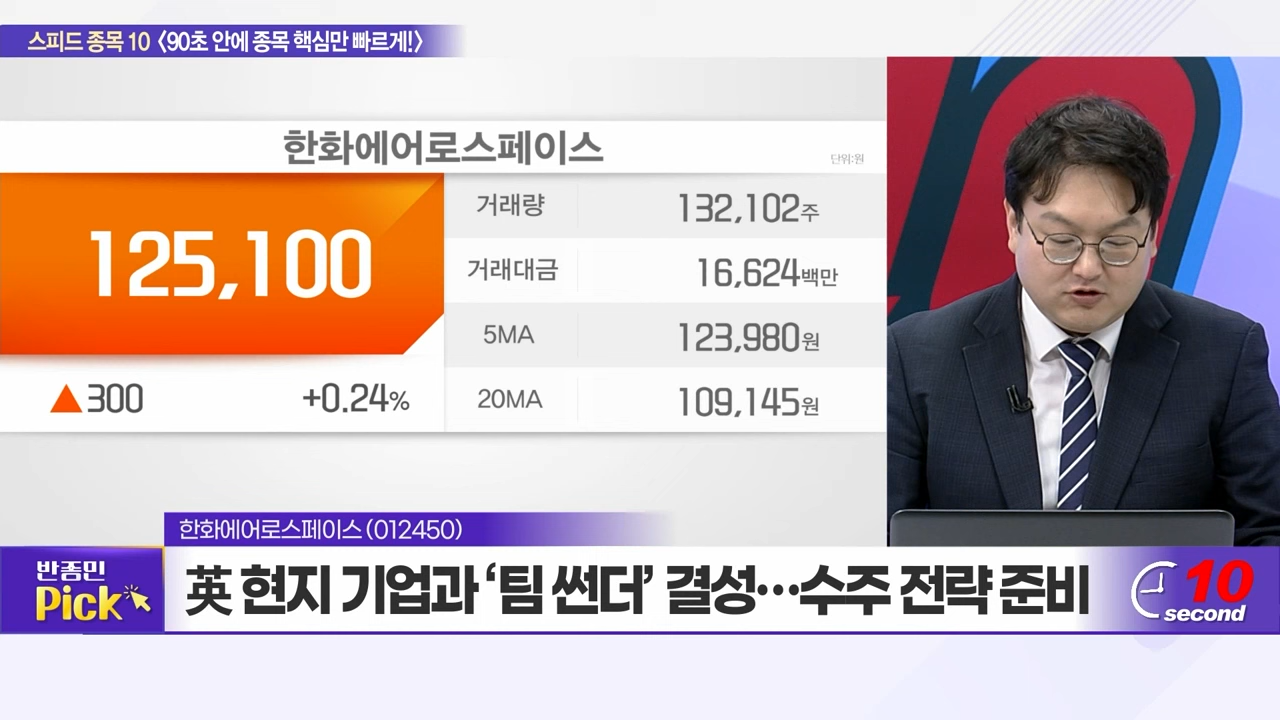 스피드 종목 10 〈90초 안에 종목 핵심만 빠르게!〉
한화에어로스페이스
단위:원
125,100
▲300 +0.24%
거래량 132,102주
거래대금 16,624백만
5MA 123,980원
20MA 109,145원
한화에어로스페이스 (012450)
반종민
Pick
英 현지 기업과 ‘팀 썬더’ 결성…수주 전략 준비
10
second